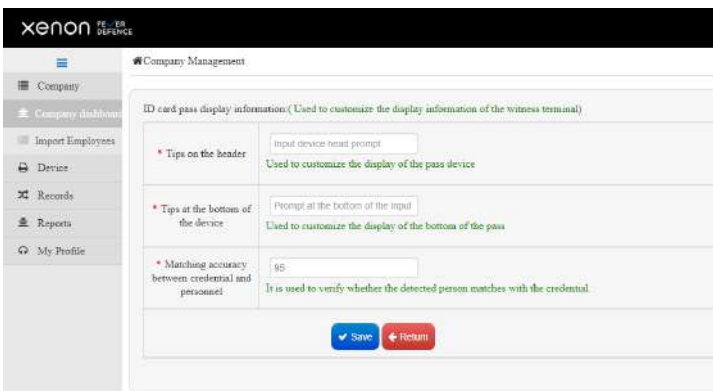 xenon FEVER DEFENCE
Company Management
Company
Company dashboard
Import Employees
Device
Records
Reports
My Profile
ID card pass display information:( Used to customize the display information of the witness terminal)
* Tips on the header
Input device head prompt
Used to customize the display of the pass device
* Tips at the bottom of
the device
Prompt at the bottom of the input
Used to customize the display of the bottom of the pass
* Matching accuracy
between credential and
personnel
95
It is used to verify whether the detected person matches with the credential.
Save
Return